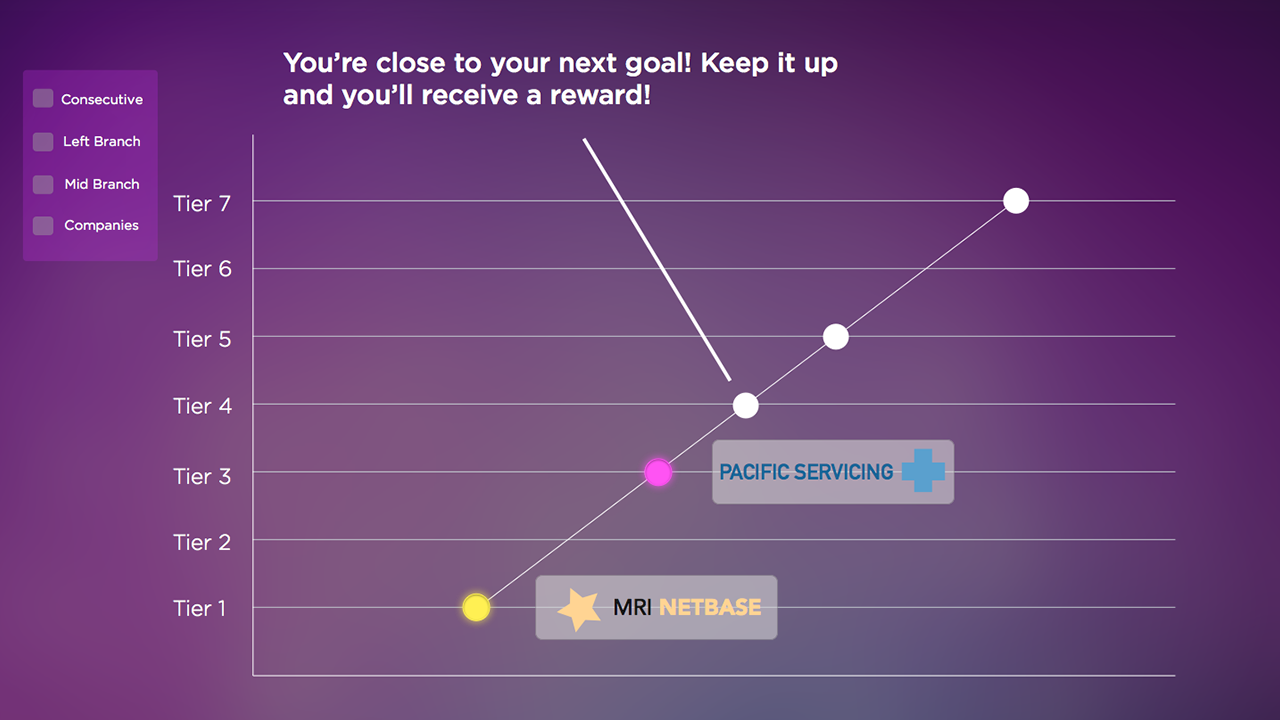 You're close to your next goal! Keep it up
and you'll receive a reward!
Consecutive
Left Branch
Mid Branch
Companies
Tier 7
Tier 6
Tier 5
Tier 4
Tier 3
PACIFIC SERVICING
Tier 2
Tier 1
MRI NETBASE